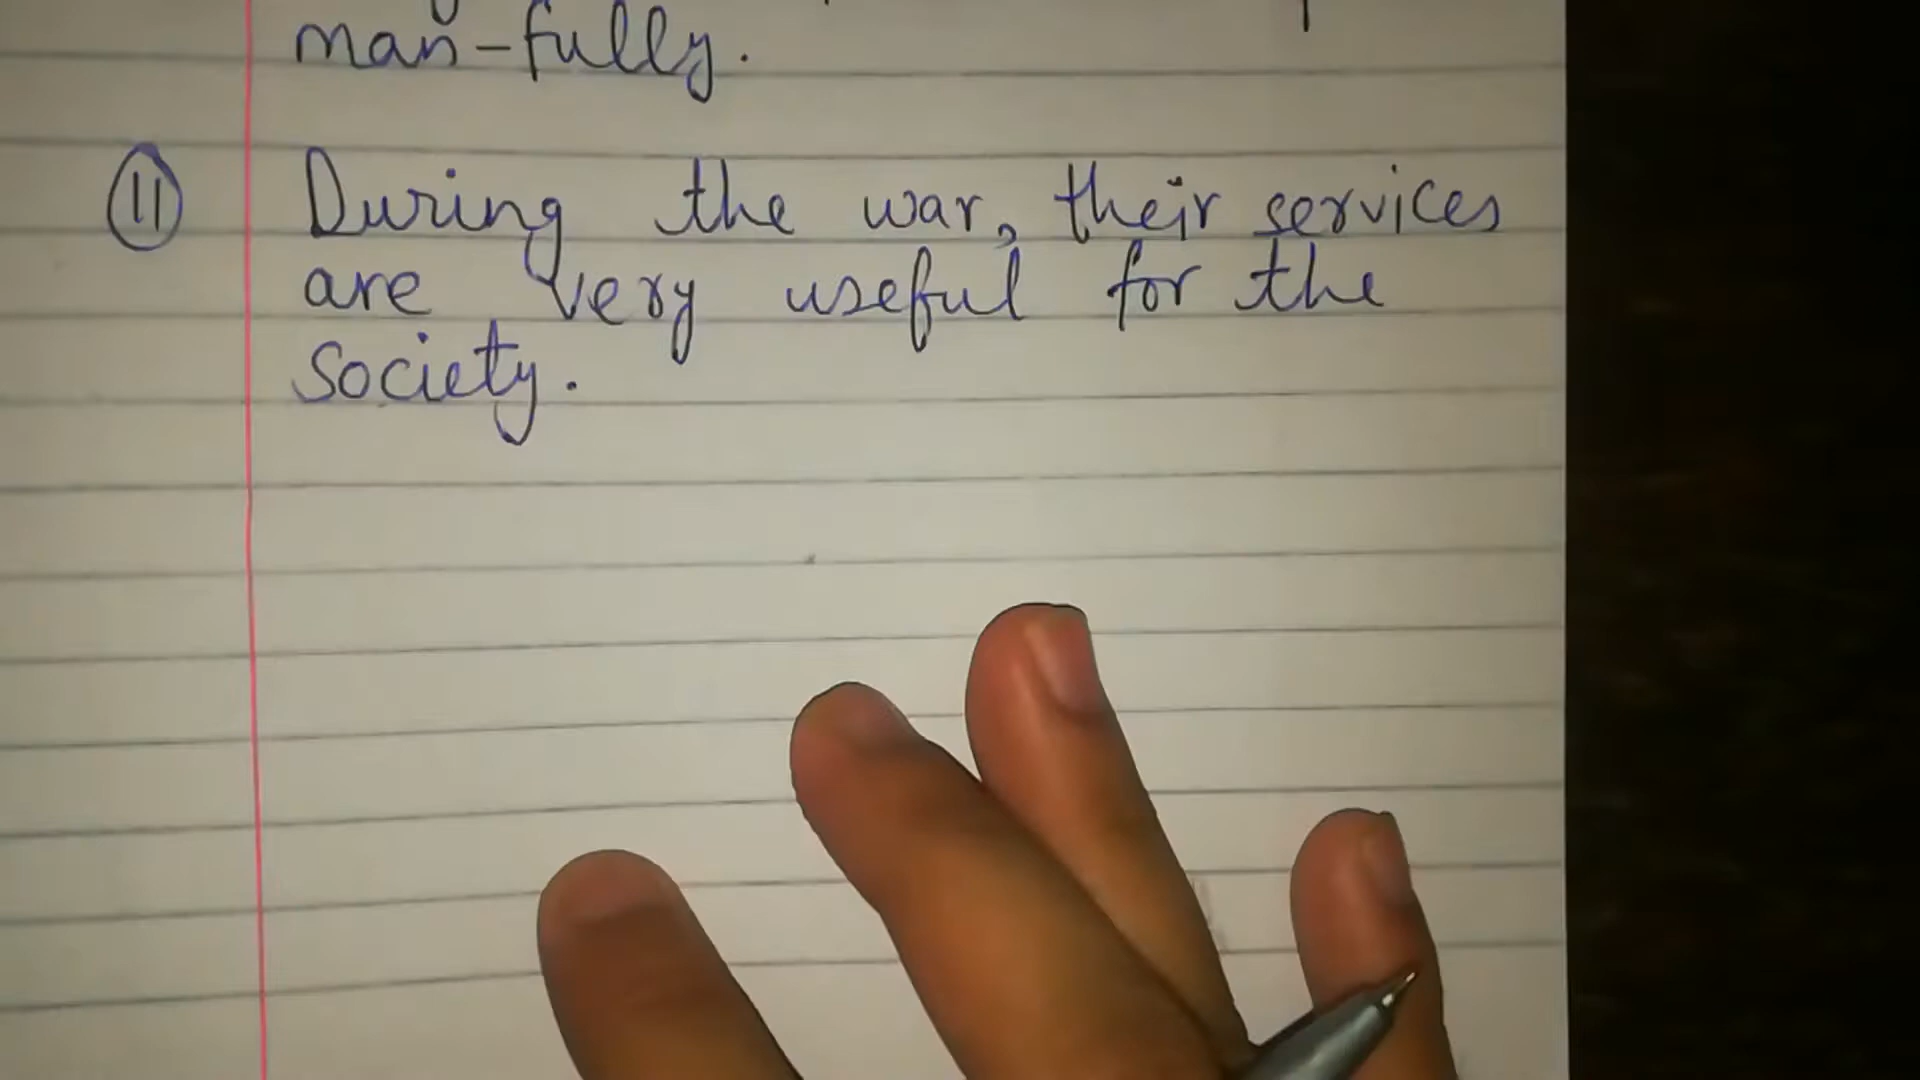 man-fully.
11 During the war, their services
are very useful for the
society.